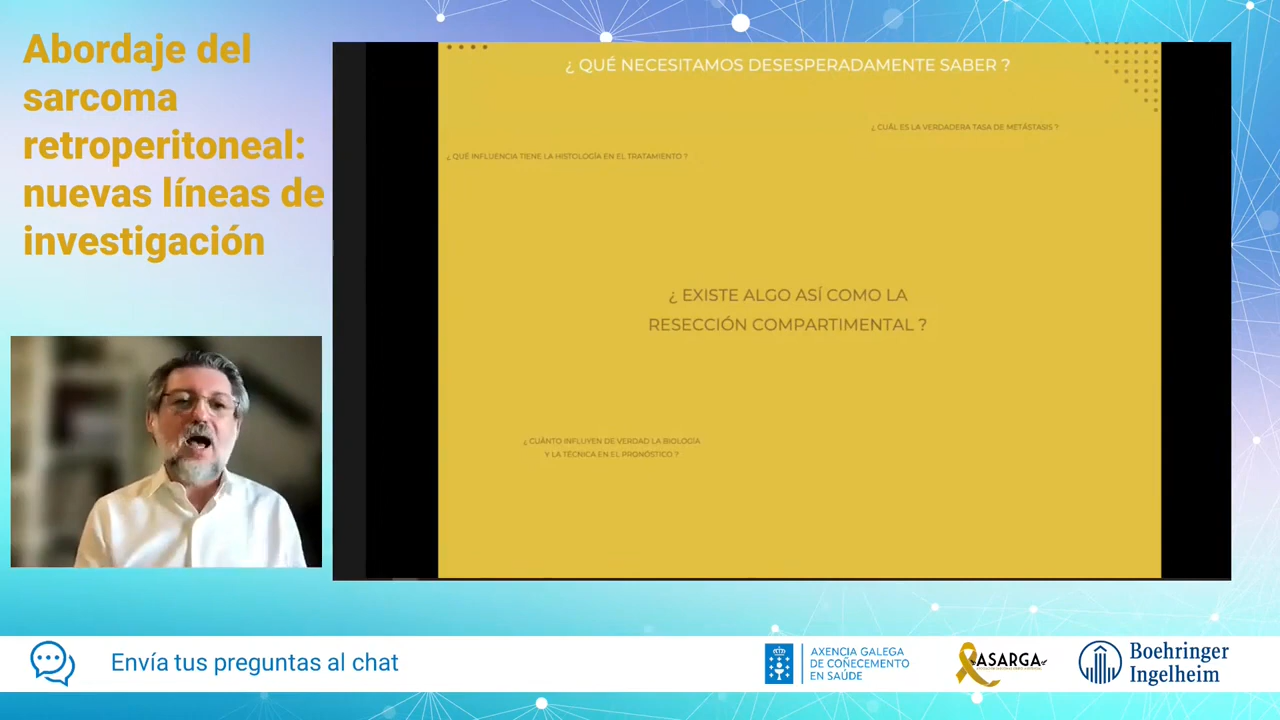 Abordaje del
sarcoma
retroperitoneal:
nuevas líneas de
investigación
¿ QUÉ NECESITAMOS DESESPERADAMENTE SABER ?
¿ CUÁL ES LA VERDADERA TASA DE METÁSTASIS ?
¿ QUÉ INFLUENCIA TIENE LA HISTOLOGÍA EN EL TRATAMIENTO ?
¿ EXISTE ALGO ASÍ COMO LA
RESECCIÓN COMPARTIMENTAL ?
¿ CUÁNTO INFLUYEN DE VERDAD LA BIOLOGÍA
Y LA TÉCNICA EN EL PRONÓSTICO ?
Envía tus preguntas al chat
AXENCIA GALEGA
DE COÑECEMENTO
EN SAÚDE
ASARGA
Boehringer
Ingelheim